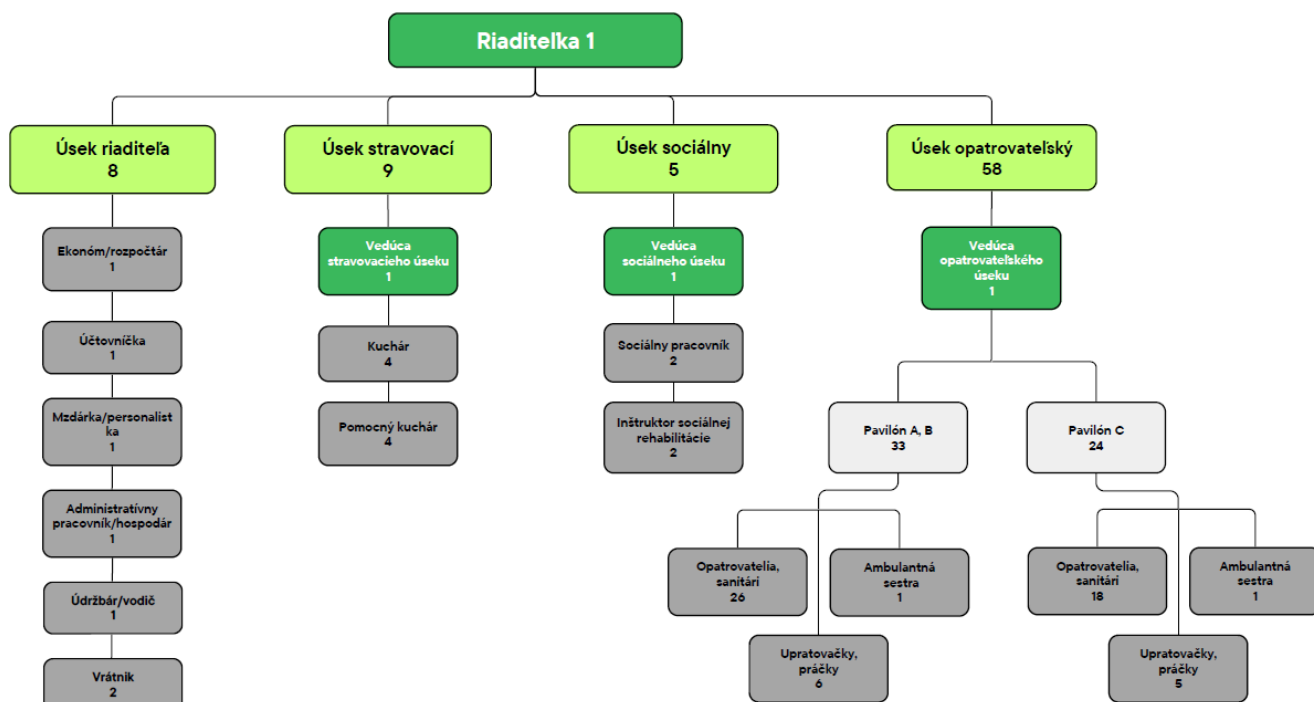 Riaditeľka 1
Úsek riaditeľa
8
Úsek stravovací
9
Úsek sociálny
5
Úsek opatrovateľský
58
Ekonóm/rozpočtár
1
Účtovníčka
1
Mzdárka/personalist
ka
1
Administratívny
pracovník/hospodár
1
Údržbár/vodič
1
Vrátnik
2
Vedúca
stravovacieho úseku
1
Kuchár
4
Pomocný kuchár
4
Vedúca
sociálneho úseku
1
Sociálny pracovník
2
Inštruktor sociálnej
rehabilitácie
2
Vedúca
opatrovateľského
úseku
1
Pavilón A, B
33
Pavilón C
24
Opatrovatelia,
sanitári
26
Ambulantná
sestra
1
Upratovačky,
práčky
6
Opatrovatelia,
sanitári
18
Ambulantná
sestra
1
Upratovačky,
práčky
5